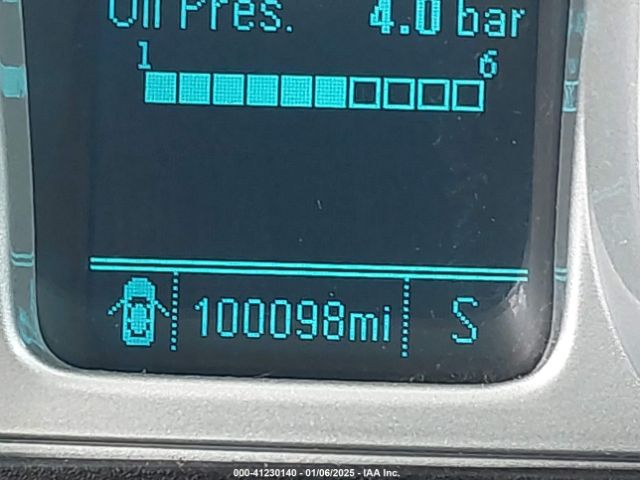 Oil Pres. 4.0 bar
1 6
100098mi S
000-41230140 - 01/06/2025 - IAA Inc.